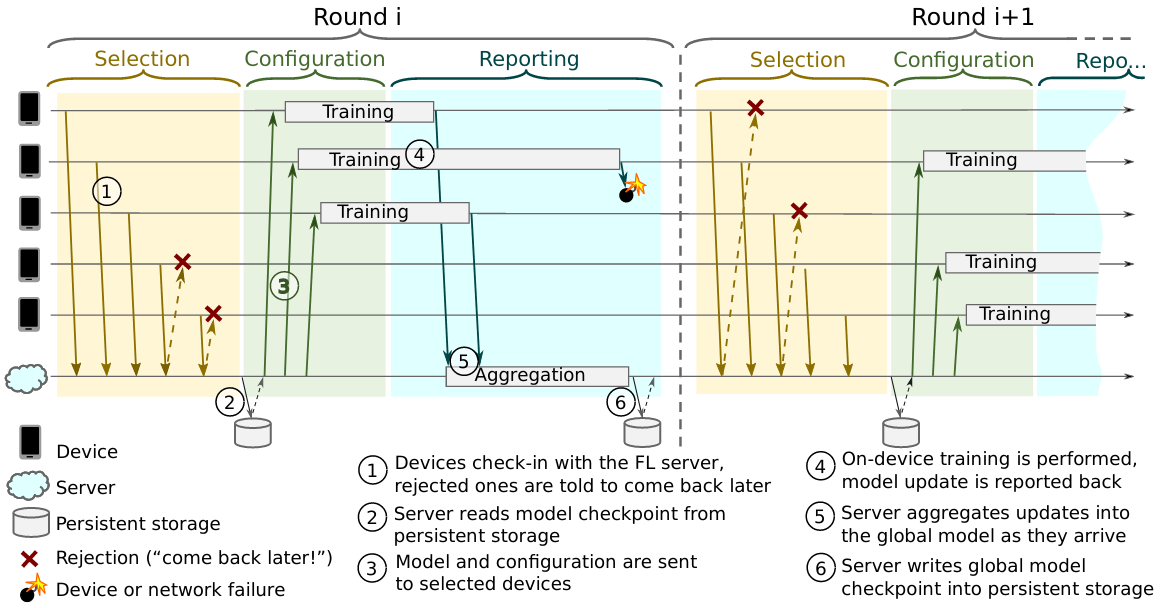 Round i
Round i+1
Selection
Configuration
Reporting
Selection
Configuration
Repo...
Training
Training
4
Training
Training
1
3
Training
Training
5
Aggregation
2
6
Device
Server
Persistent storage
Rejection (“come back later!”)
Device or network failure
1 Devices check-in with the FL server,
rejected ones are told to come back later
2 Server reads model checkpoint from
persistent storage
3 Model and configuration are sent
to selected devices
4 On-device training is performed,
model update is reported back
5 Server aggregates updates into
the global model as they arrive
6 Server writes global model
checkpoint into persistent storage